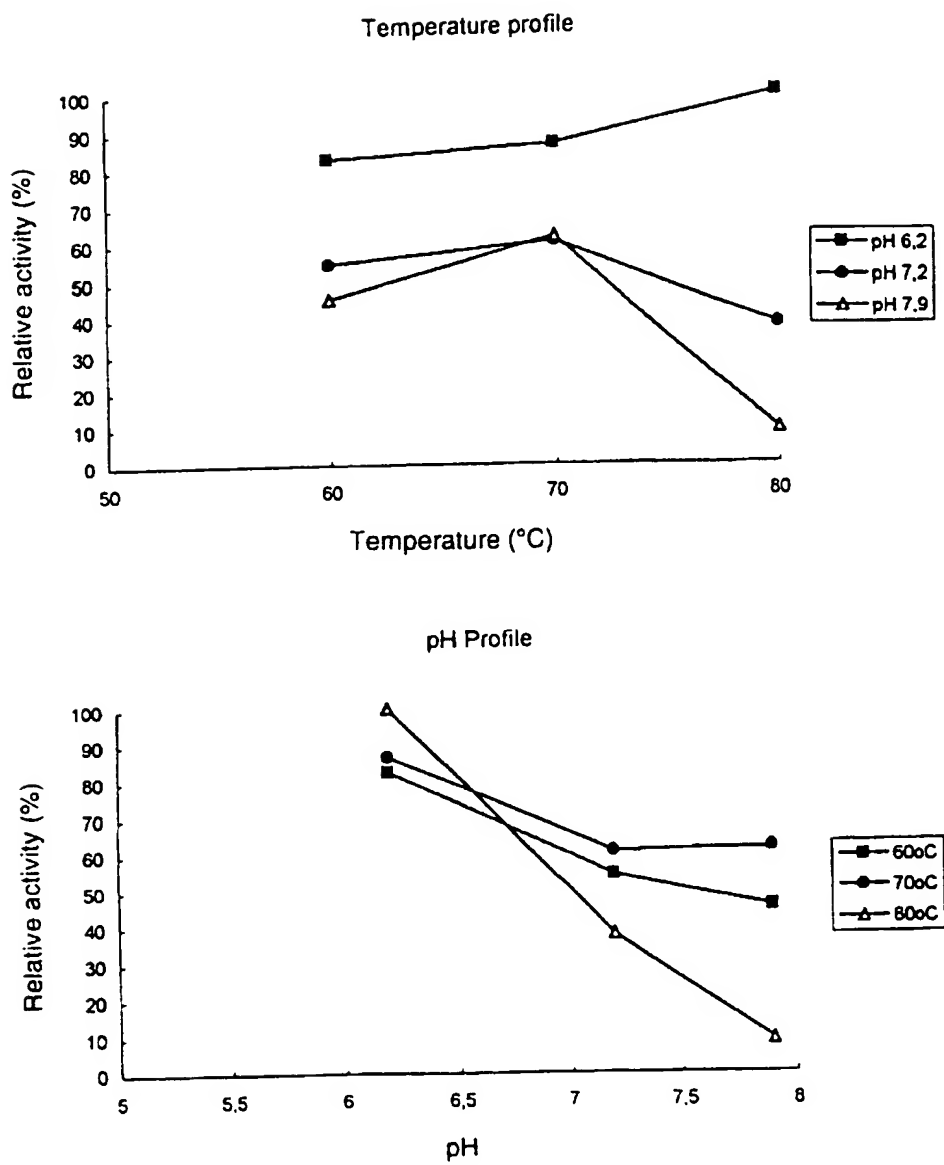 Temperature profile
Relative activity (%)
100
90
80
70
60
50
40
30
20
10
0
50 60 70 80
Temperature (°C)
pH 6,2
pH 7,2
pH 7,9
pH Profile
Relative activity (%)
100
90
80
70
60
50
40
30
20
10
0
5 5,5 6 6,5 7 7,5 8
pH
60oC
70oC
80oC